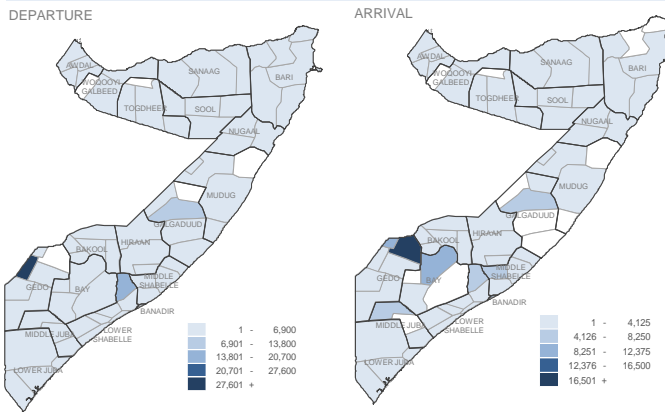 DEPARTURE
AWDAL
WOQOOYI
GALBEED
TOGDHEER
SANAAG
SOOL
BARI
NUGAAL
MUDUG
GALGADUUD
HIRAAN
BAKOOL
GEDO
BAY
MIDDLE
SHABELLE
BANADIR
LOWER
SHABELLE
MIDDLE JUBA
LOWER JUBA
1 - 6,900
6,901 - 13,800
13,801 - 20,700
20,701 - 27,600
27,601 +
ARRIVAL
AWDAL
WOQOOYI
GALBEED
TOGDHEER
SANAAG
SOOL
BARI
NUGAAL
MUDUG
GALGADUUD
HIRAAN
BAKOOL
GEDO
BAY
MIDDLE
SHABELLE
BANADIR
LOWER
SHABELLE
MIDDLE JUBA
LOWER JUBA
1 - 4,125
4,126 - 8,250
8,251 - 12,375
12,376 - 16,500
16,501 +